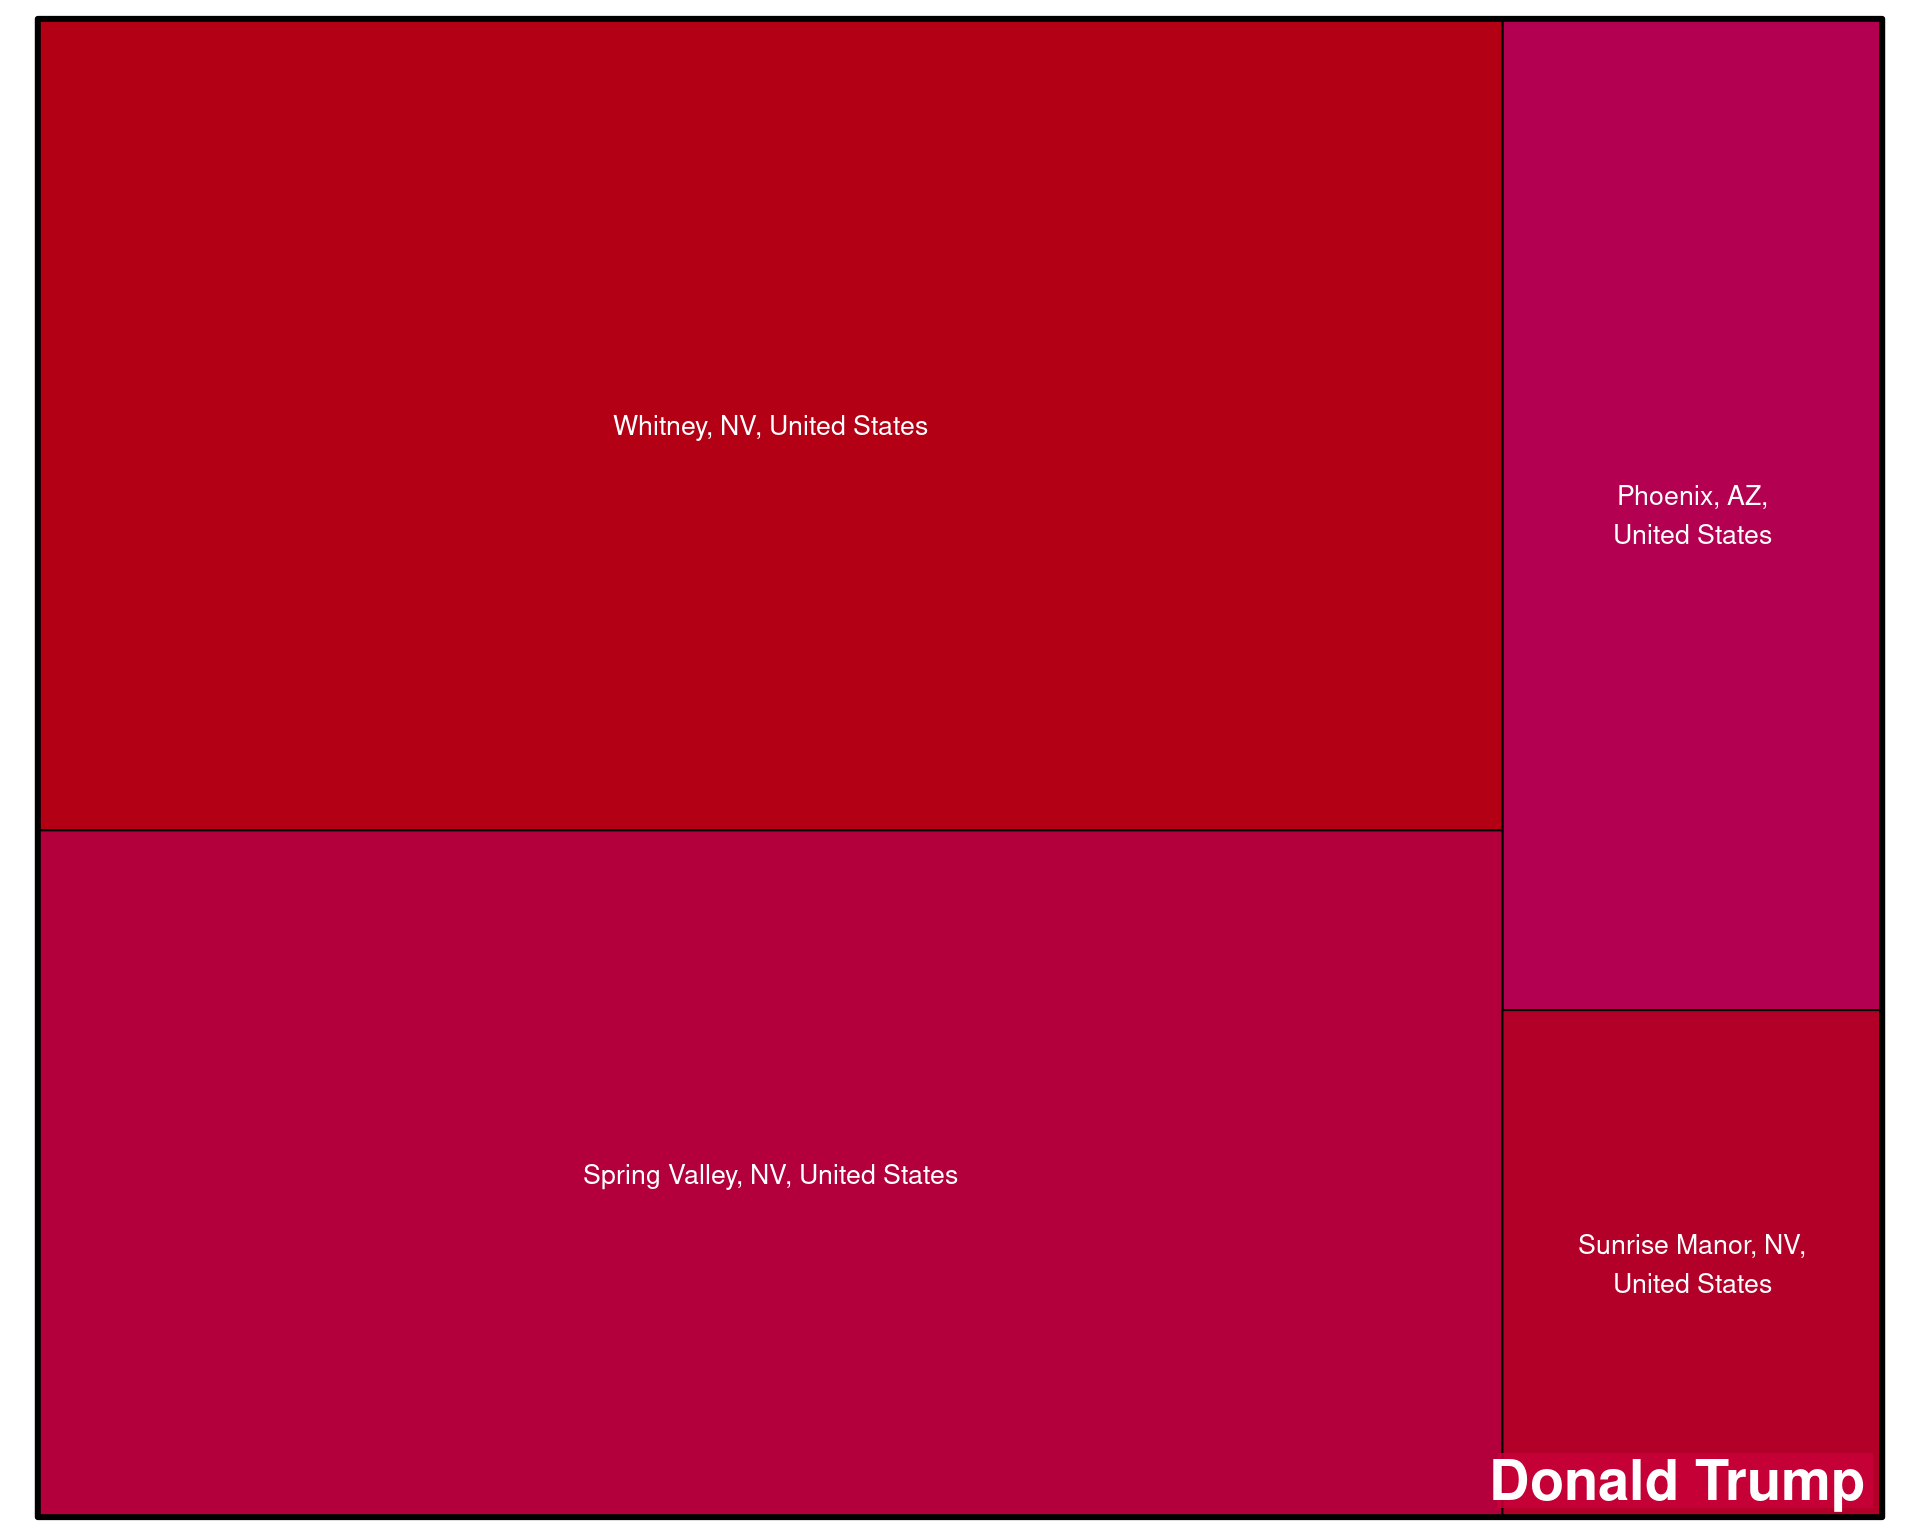 Whitney, NV, United States
Phoenix, AZ,
United States
Spring Valley, NV, United States
Sunrise Manor, NV,
United States
Donald Trump